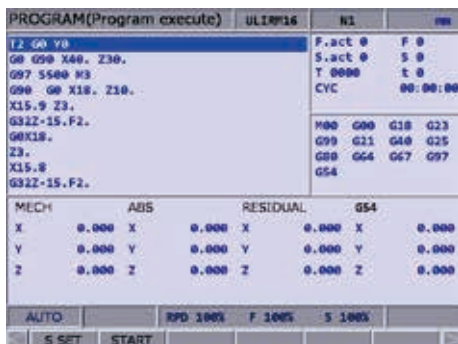 PROGRAM(Program execute) ULIRM16 N1 mm
T2 G0 Y0
G0 G90 X40. Z30.
G97 S500 M3
G90 G0 X18. Z10.
X15.9 Z3.
G32Z-15.F2.
G0X18.
Z3.
X15.8
G32Z-15.F2.
F.act 0 F 0
S.act 0 S 0
T 0000 t 0
CYC 00:00:00
M00 G00 G18 G23
G99 G21 G40 G25
G80 G64 G67 G97
G54
MECH ABS RESIDUAL G54
X 0.000 X 0.000 X 0.000 X 0.000
Y 0.000 Y 0.000 Y 0.000 Y 0.000
Z 0.000 Z 0.000 Z 0.000 Z 0.000
AUTO RPD 100% F 100% S 100%
S SET START